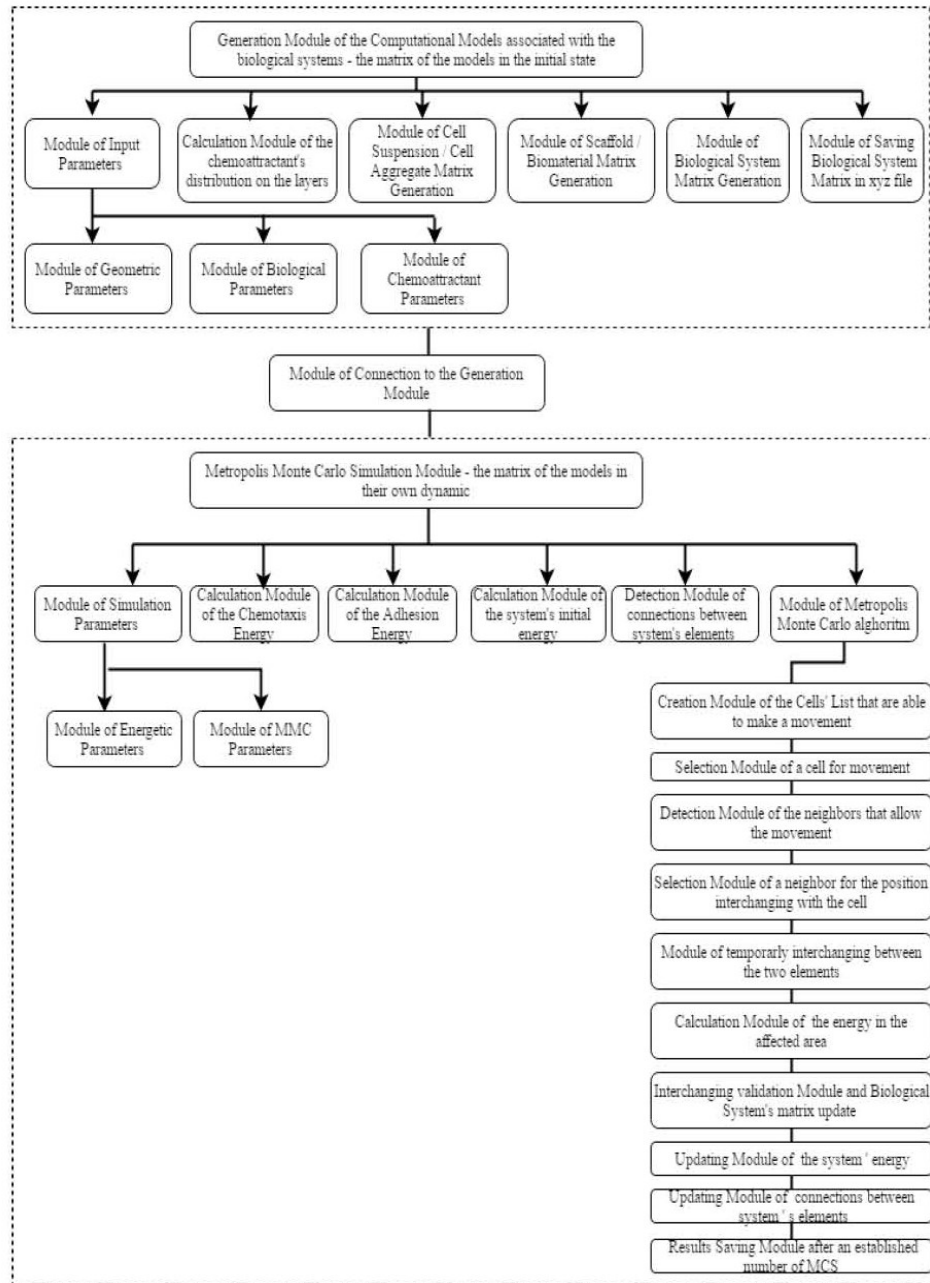 Generation Module of the Computational Models associated with the
biological systems - the matrix of the models in the initial state
Module of Input
Parameters
Calculation Module of the
chemoattractant's
distribution on the layers
Module of Cell
Suspension / Cell
Aggregate Matrix
Generation
Module of Scaffold /
Biomaterial Matrix
Generation
Module of
Biological System
Matrix Generation
Module of Saving
Biological System
Matrix in xyz file
Module of Geometric
Parameters
Module of Biological
Parameters
Module of
Chemoattractant
Parameters
Module of Connection to the Generation
Module
Metropolis Monte Carlo Simulation Module - the matrix of the models in
their own dynamic
Module of Simulation
Parameters
Calculation Module
of the Chemotaxis
Energy
Calculation Module
of the Adhesion
Energy
Calculation Module of
the system's initial
energy
Detection Module of
connections between
system's elements
Module of Metropolis
Monte Carlo alghoritm
Module of Energetic
Parameters
Module of MMC
Parameters
Creation Module of the Cells' List that are able
to make a movement
Selection Module of a cell for movement
Detection Module of the neighbors that allow
the movement
Selection Module of a neighbor for the position
interchanging with the cell
Module of temporarly interchanging between
the two elements
Calculation Module of the energy in the
affected area
Interchanging validation Module and Biological
System's matrix update
Updating Module of the system ' energy
Updating Module of connections between
system ' s elements
Results Saving Module after an established
number of MCS